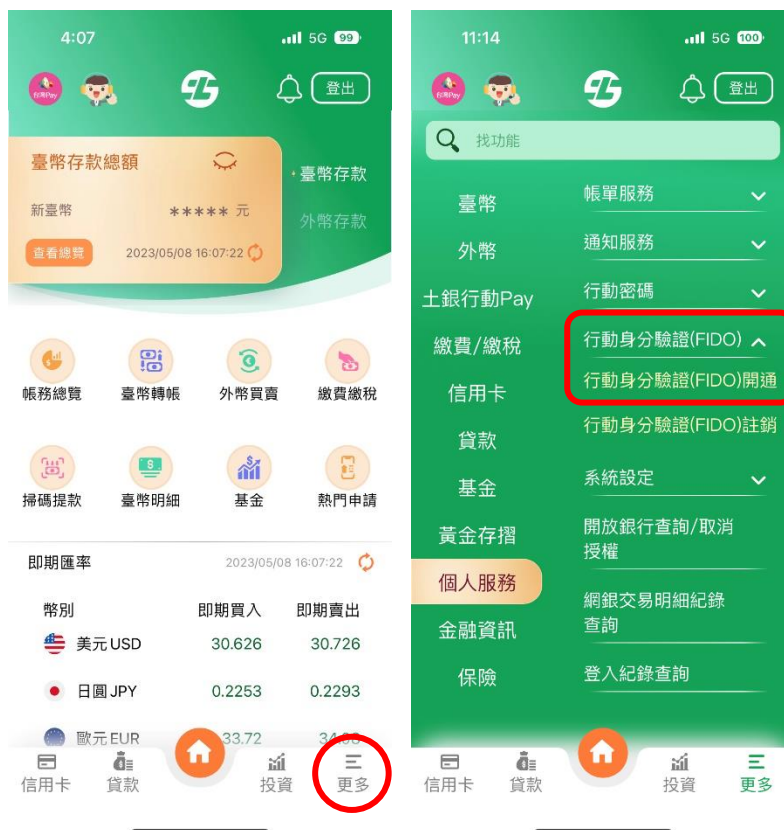 4:07
5G 99
台灣Pay
登出
臺幣存款總額
臺幣存款
新臺幣 ***** 元
外幣存款
查看總覽 2023/05/08 16:07:22
帳務總覽 臺幣轉帳 外幣買賣 繳費繳稅
掃碼提款 臺幣明細 基金 熱門申請
即期匯率 2023/05/08 16:07:22
幣別 即期買入 即期賣出
美元 USD 30.626 30.726
日圓 JPY 0.2253 0.2293
歐元 EUR 33.72
信用卡 貸款 投資 更多
11:14
5G 100
台灣Pay
登出
找功能
臺幣
外幣
土銀行動Pay
繳費/繳稅
信用卡
貸款
基金
黃金存摺
個人服務
金融資訊
保險
帳單服務
通知服務
行動密碼
行動身分驗證(FIDO)
行動身分驗證(FIDO)開通
行動身分驗證(FIDO)註銷
系統設定
開放銀行查詢/取消
授權
網銀交易明細紀錄
查詢
登入紀錄查詢
信用卡 貸款 投資 更多